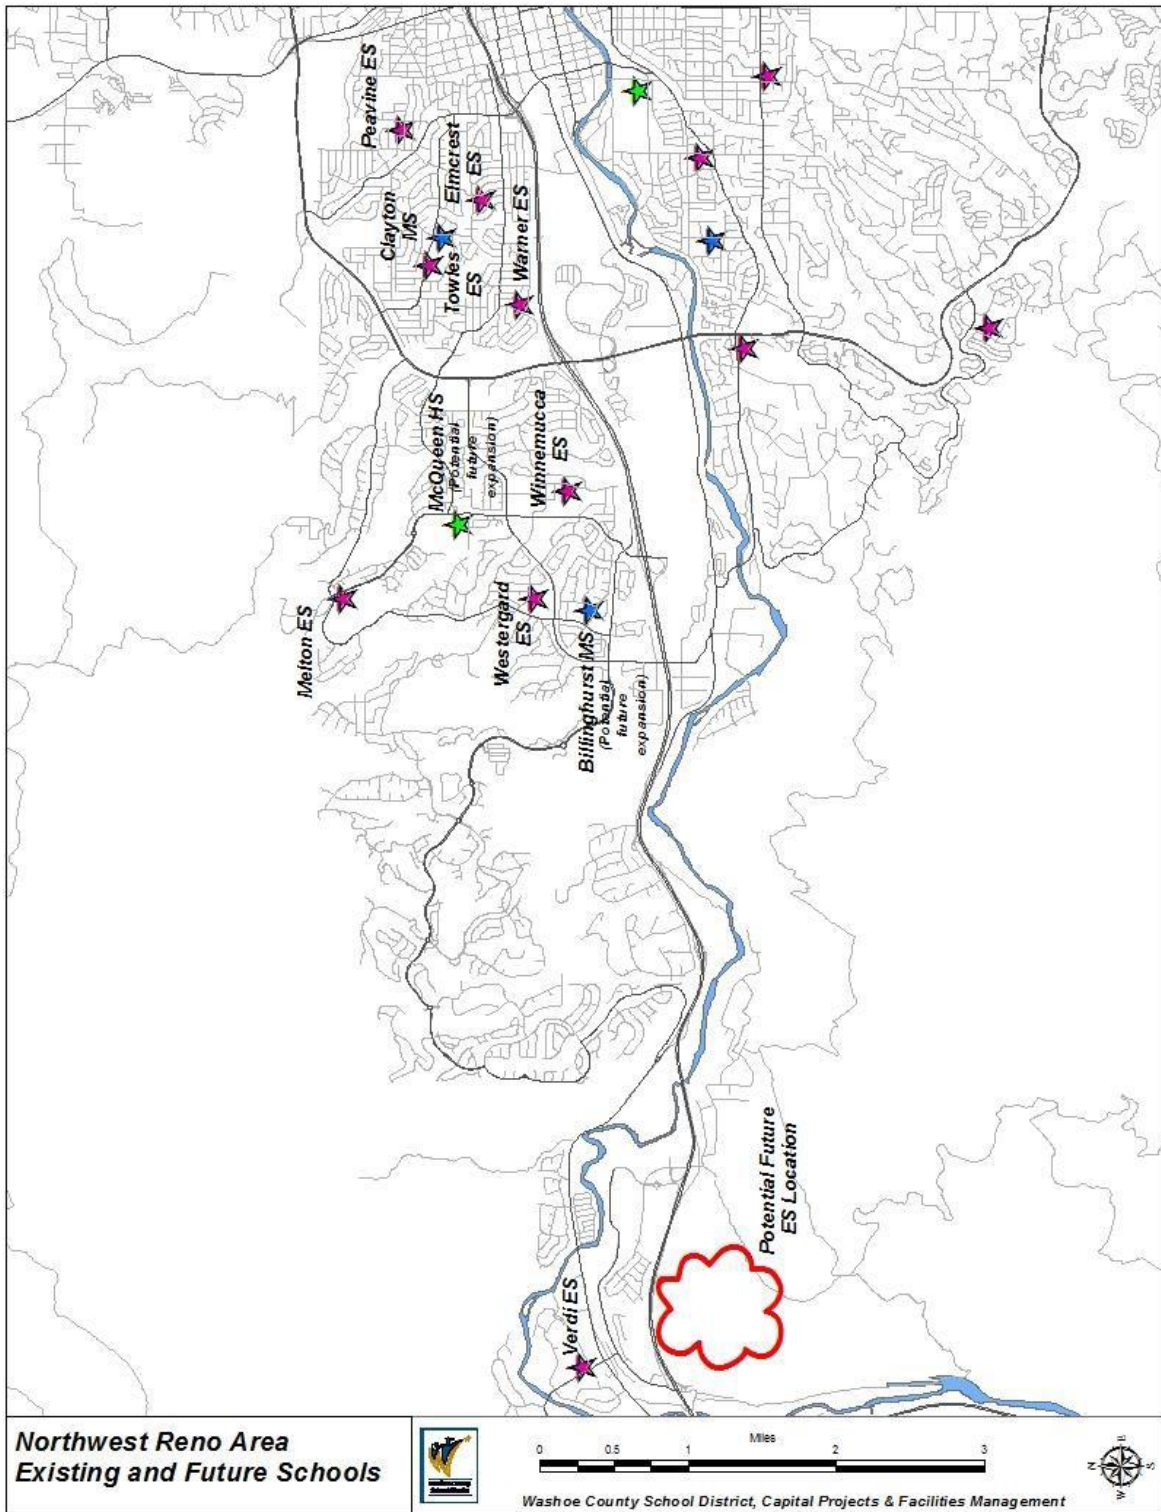 Peavine ES
Elmcrest
ES
Clayton
MS
Towles
ES
Warner ES
McQueen HS
(Potential
future
expansion)
Winnemucca
ES
Melton ES
Westergard
ES
Billinghurst MS
(Potential
future
expansion)
Potential Future
ES Location
Verdi ES
Northwest Reno Area
Existing and Future Schools
Miles
0 0.5 1 2 3
Washoe County School District, Capital Projects & Facilities Management
N
E
S
W